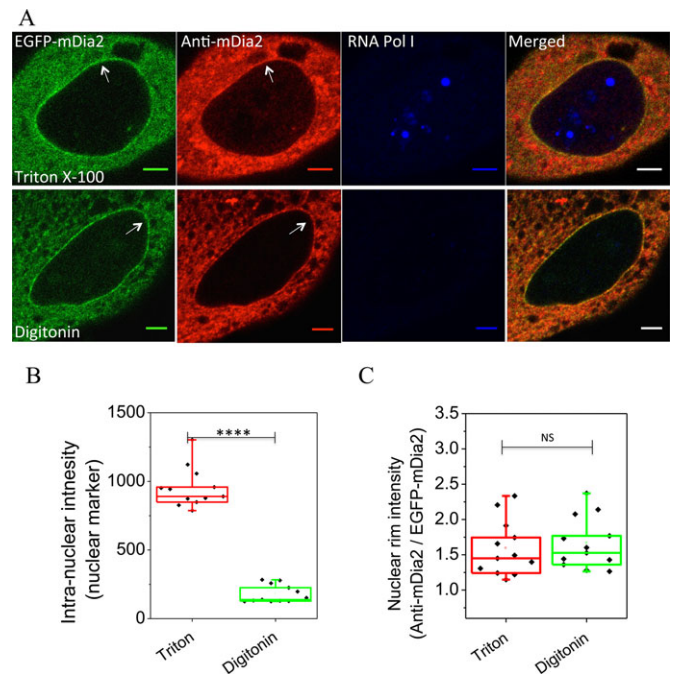 A
EGFP-mDia2
Anti-mDia2
RNA Pol I
Merged
Triton X-100
Digitonin
B
C
1500
1000
500
0
Intra-nuclear intnesity
(nuclear marker)
****
Triton
Digitonin
3.5
3.0
2.5
2.0
1.5
1.0
Nuclear rim intensity
(Anti-mDia2 / EGFP-mDia2)
NS
Triton
Digitonin